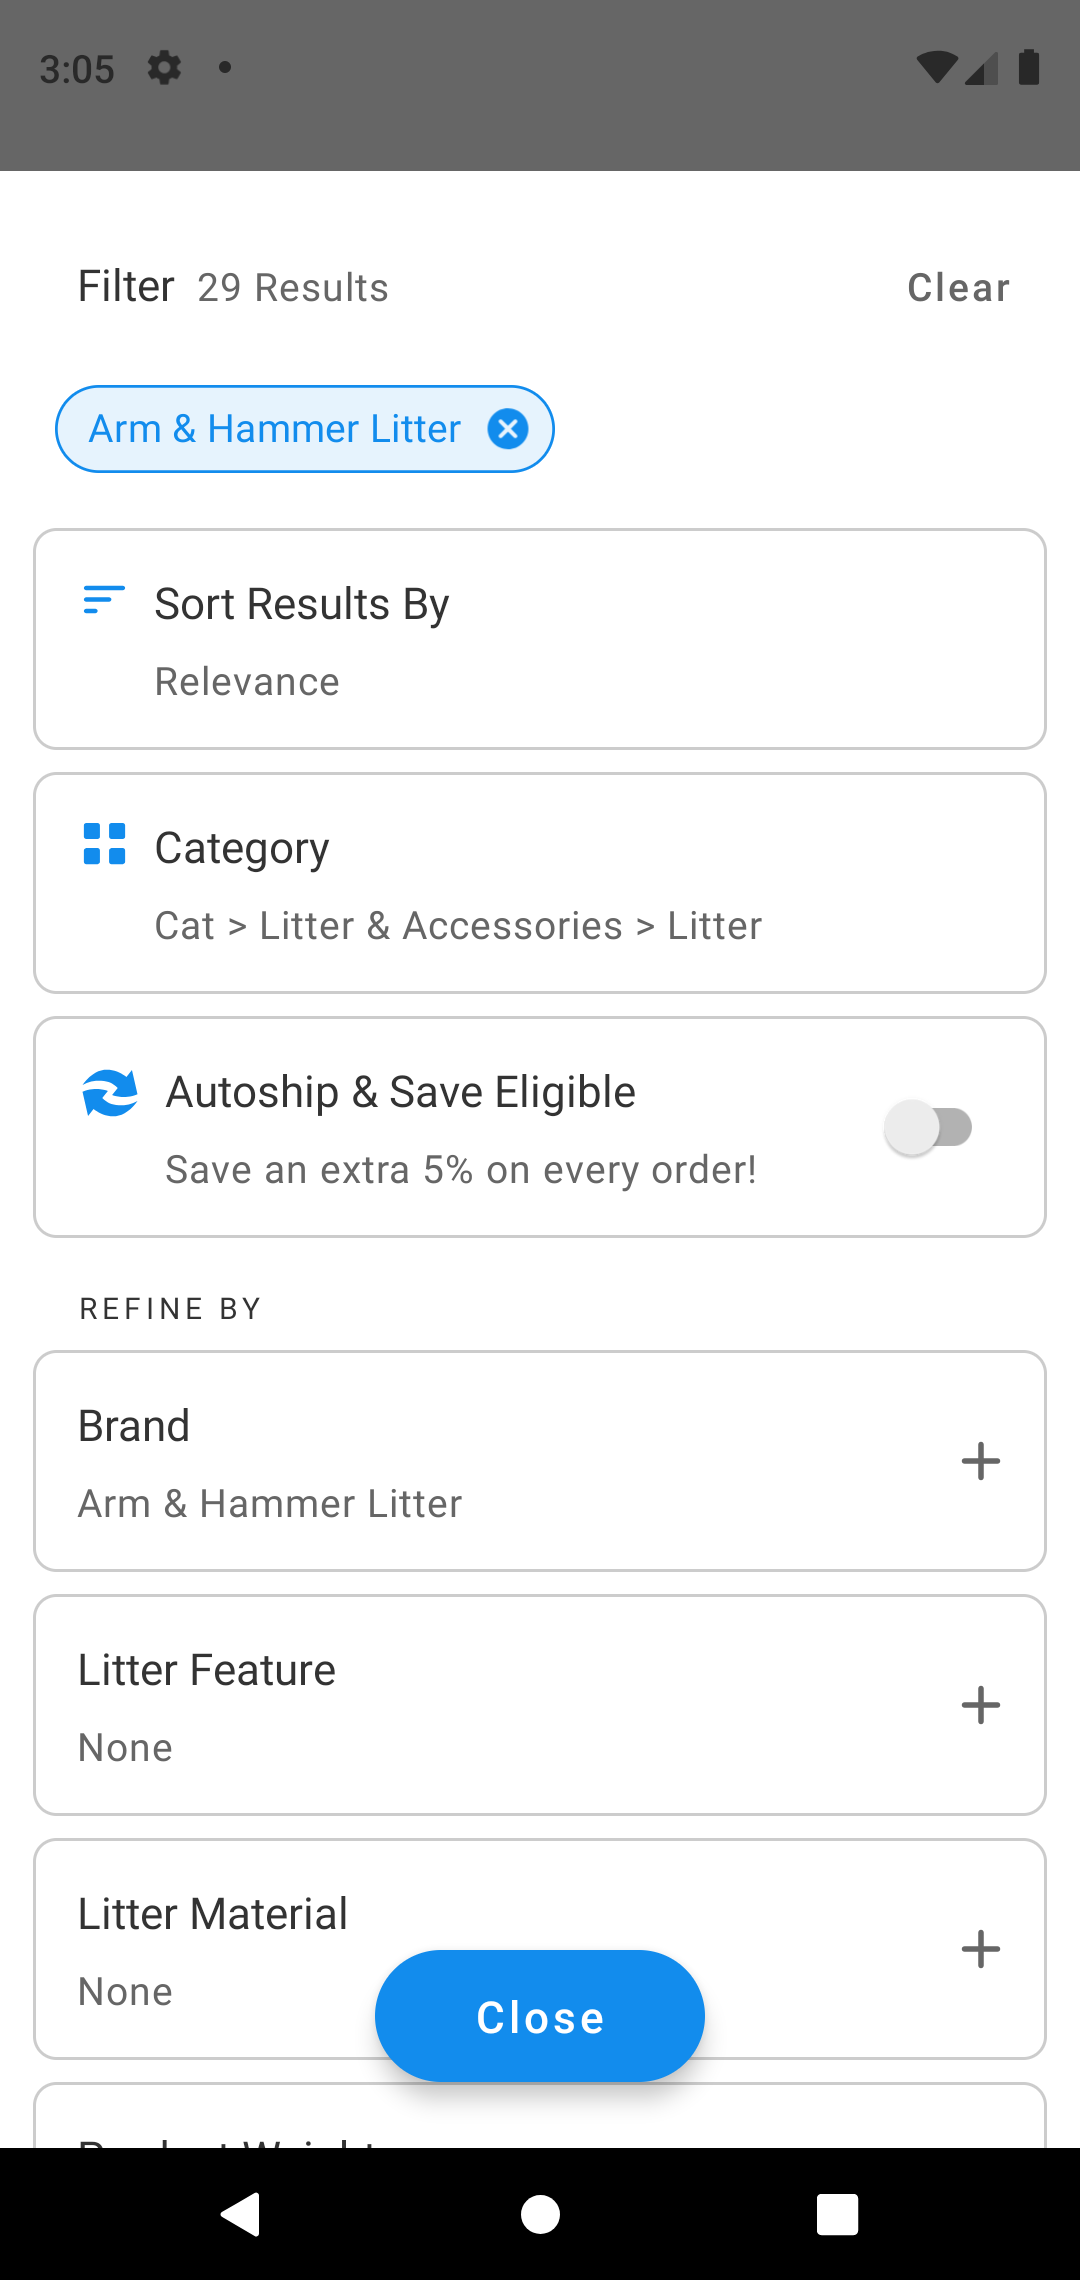 3:05
Filter 29 Results Clear
Arm & Hammer Litter
Sort Results By
Relevance
Category
Cat > Litter & Accessories > Litter
Autoship & Save Eligible
Save an extra 5% on every order!
REFINE BY
Brand
Arm & Hammer Litter
Litter Feature
None
Litter Material
None
Close
Product Weight